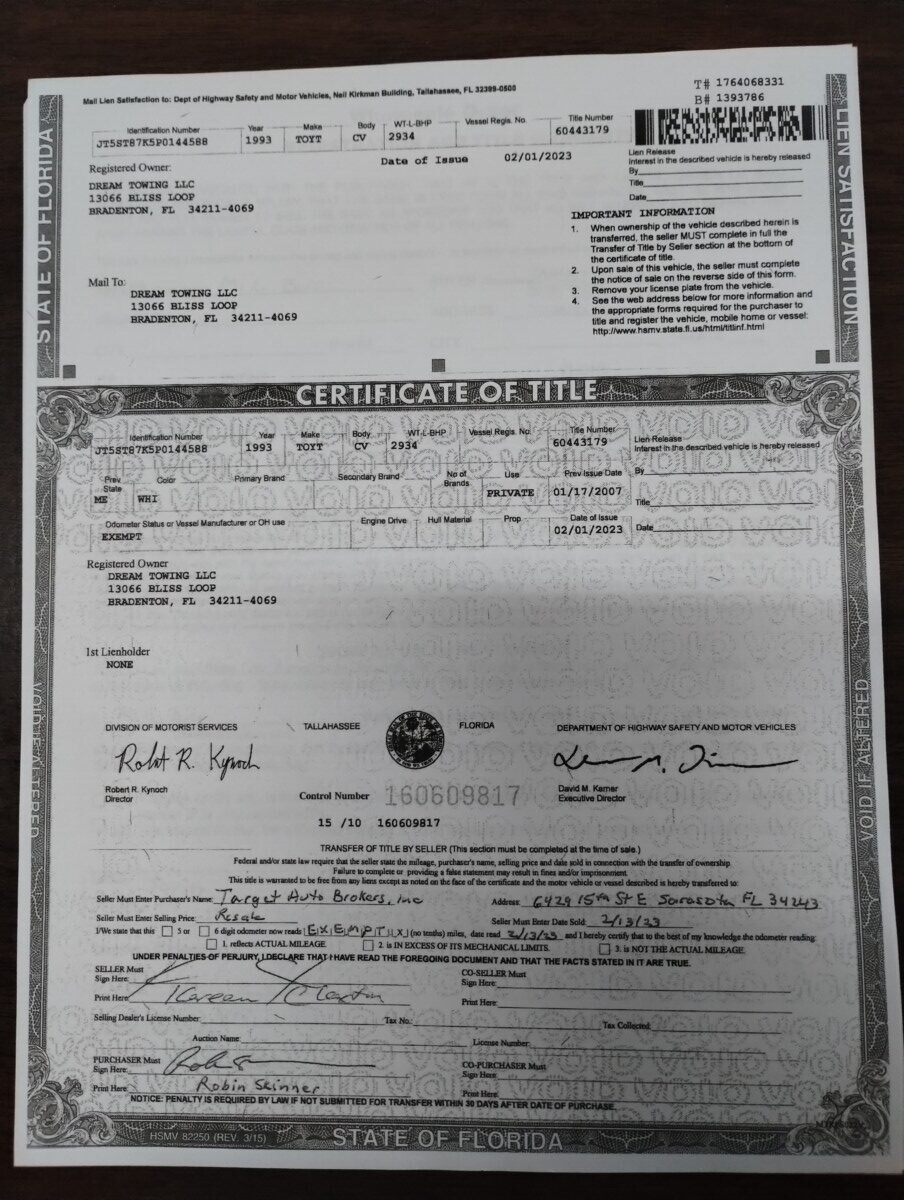 Mail Lien Satisfaction to: Dept of Highway Safety and Motor Vehicles, Neil Kirkman Building, Tallahassee, FL 32399-0500
T# 1764068331
B# 1393786
Identification Number Year Make Body WT-L-BHP Vessel Regis. No. Title Number
JT5ST87K5P0144588 1993 TOYT CV 2934 60443179
Date of Issue 02/01/2023
Lien Release
Interest in the described vehicle is hereby released
By
Title
Date
Registered Owner:
DREAM TOWING LLC
13066 BLISS LOOP
BRADENTON, FL 34211-4069
IMPORTANT INFORMATION
1. When ownership of the vehicle described herein is
transferred, the seller MUST complete in full the
Transfer of Title by Seller section at the bottom of
the certificate of title.
2. Upon sale of this vehicle, the seller must complete
the notice of sale on the reverse side of this form.
3. Remove your license plate from the vehicle.
4. See the web address below for more information and
the appropriate forms required for the purchaser to
title and register the vehicle, mobile home or vessel:
http://www.hsmv.state.fl.us/html/titlinf.html
Mail To:
DREAM TOWING LLC
13066 BLISS LOOP
BRADENTON, FL 34211-4069
STATE OF FLORIDA
LIEN SATISFACTION
CERTIFICATE OF TITLE
Identification Number Year Make Body WT-L-BHP Vessel Regis. No. Title Number
JT5ST87K5P0144588 1993 TOYT CV 2934 60443179
Lien Release
Interest in the described vehicle is hereby released
By
Title
Date
Prev State Color Primary Brand Secondary Brand No of Brands Use Prev Issue Date
ME WHI PRIVATE 01/17/2007
Odometer Status or Vessel Manufacturer or OH use Engine Drive Hull Material Prop Date of Issue
EXEMPT 02/01/2023
Registered Owner
DREAM TOWING LLC
13066 BLISS LOOP
BRADENTON, FL 34211-4069
1st Lienholder
NONE
DIVISION OF MOTORIST SERVICES TALLAHASSEE FLORIDA DEPARTMENT OF HIGHWAY SAFETY AND MOTOR VEHICLES
Robert R. Kynoch
Robert R. Kynoch
Director
Control Number 160609817
David M. Kerner
Executive Director
15 /10 160609817
VOID IF ALTERED
VOID IF ALTERED
TRANSFER OF TITLE BY SELLER (This section must be completed at the time of sale.)
Federal and/or state law require that the seller state the mileage, purchaser's name, selling price and date sold in connection with the transfer of ownership.
Failure to complete or providing a false statement may result in fines and/or imprisonment.
This title is warranted to be free from any liens except as noted on the face of the certificate and the motor vehicle or vessel described is hereby transferred to:
Seller Must Enter Purchaser's Name: Target Auto Brokers, inc Address: 6429 15th St E Sarasota FL 34243
Seller Must Enter Selling Price: Resale Seller Must Enter Date Sold: 2/13/23
I/We state that this 5 or 6 digit odometer now reads EXEMPT XX (no tenths) miles, date read 2/13/23 and I hereby certify that to the best of my knowledge the odometer reading:
1. reflects ACTUAL MILEAGE. 2. is IN EXCESS OF ITS MECHANICAL LIMITS. 3. is NOT THE ACTUAL MILEAGE.
UNDER PENALTIES OF PERJURY, I DECLARE THAT I HAVE READ THE FOREGOING DOCUMENT AND THAT THE FACTS STATED IN IT ARE TRUE.
SELLER Must
Sign Here:
CO-SELLER Must
Sign Here:
Print Here: Kareem
Print Here:
Selling Dealer's License Number: Tax No.: Tax Collected:
Auction Name: License Number:
PURCHASER Must
Sign Here:
CO-PURCHASER Must
Sign Here:
Print Here: Robin Skinner
Print Here:
NOTICE: PENALTY IS REQUIRED BY LAW IF NOT SUBMITTED FOR TRANSFER WITHIN 30 DAYS AFTER DATE OF PURCHASE.
HSMV 82250 (REV. 3/15) STATE OF FLORIDA